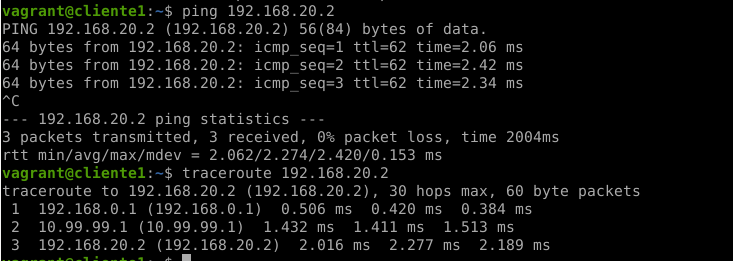 vagrant@cliente1:~$ ping 192.168.20.2
PING 192.168.20.2 (192.168.20.2) 56(84) bytes of data.
64 bytes from 192.168.20.2: icmp_seq=1 ttl=62 time=2.06 ms
64 bytes from 192.168.20.2: icmp_seq=2 ttl=62 time=2.42 ms
64 bytes from 192.168.20.2: icmp_seq=3 ttl=62 time=2.34 ms
^C
--- 192.168.20.2 ping statistics ---
3 packets transmitted, 3 received, 0% packet loss, time 2004ms
rtt min/avg/max/mdev = 2.062/2.274/2.420/0.153 ms
vagrant@cliente1:~$ traceroute 192.168.20.2
traceroute to 192.168.20.2 (192.168.20.2), 30 hops max, 60 byte packets
 1  192.168.0.1 (192.168.0.1)  0.506 ms  0.420 ms  0.384 ms
 2  10.99.99.1 (10.99.99.1)  1.432 ms  1.411 ms  1.513 ms
 3  192.168.20.2 (192.168.20.2)  2.016 ms  2.277 ms  2.189 ms
vagrant@cliente1:~$